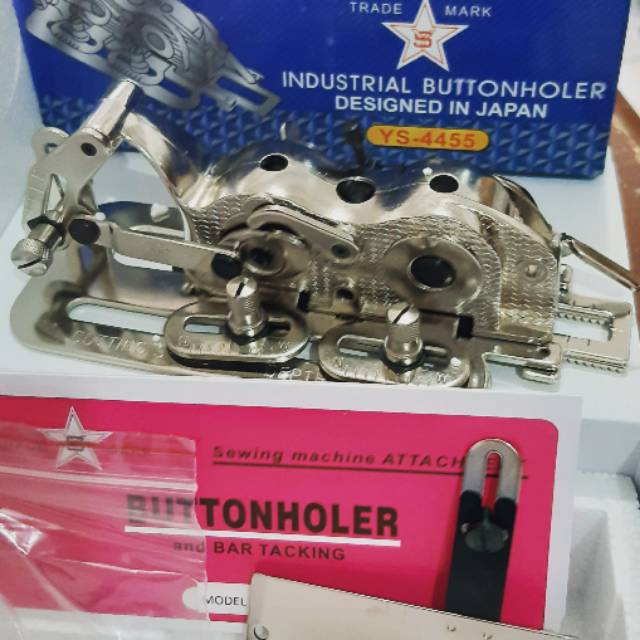 TRADE MARK
INDUSTRIAL BUTTONHOLER
DESIGNED IN JAPAN
YS-4455
Sewing machine ATTACH
BUTTONHOLER
and BAR TACKING
MODEL